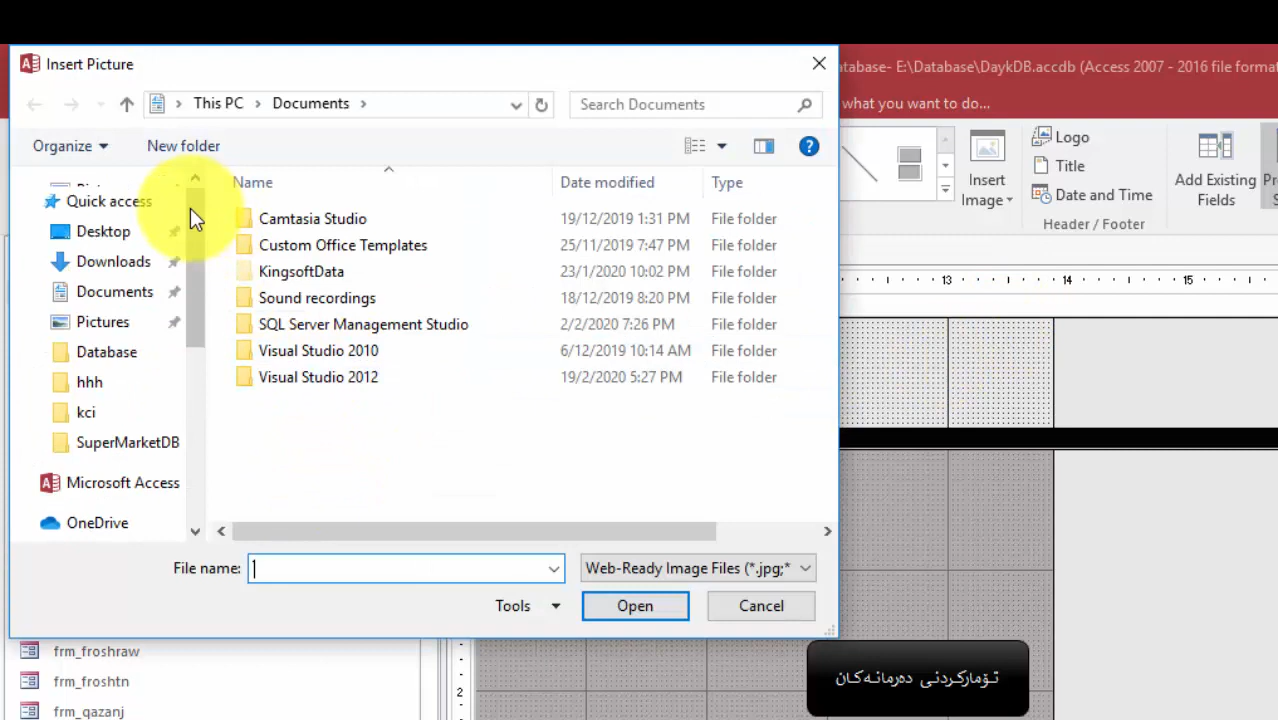 Insert Picture
atabase- E:\Database\DaykDB.accdb (Access 2007 - 2016 file format
This PC > Documents >
Search Documents
what you want to do...
Organize
New folder
Logo
Title
Date and Time
Insert Image
Add Existing Fields
Header / Footer
Name
Date modified
Type
Quick access
Desktop
Downloads
Documents
Pictures
Database
hhh
kci
SuperMarketDB
Microsoft Access
OneDrive
Camtasia Studio 19/12/2019 1:31 PM File folder
Custom Office Templates 25/11/2019 7:47 PM File folder
KingsoftData 23/1/2020 10:02 PM File folder
Sound recordings 18/12/2019 8:20 PM File folder
SQL Server Management Studio 2/2/2020 7:26 PM File folder
Visual Studio 2010 6/12/2019 10:14 AM File folder
Visual Studio 2012 19/2/2020 5:27 PM File folder
13 14 15
File name:
Web-Ready Image Files (*.jpg;*
Tools
Open
Cancel
frm_froshraw
frm_froshtn
frm_qazanj
2
تۆمارکردنی دەرمانەکان